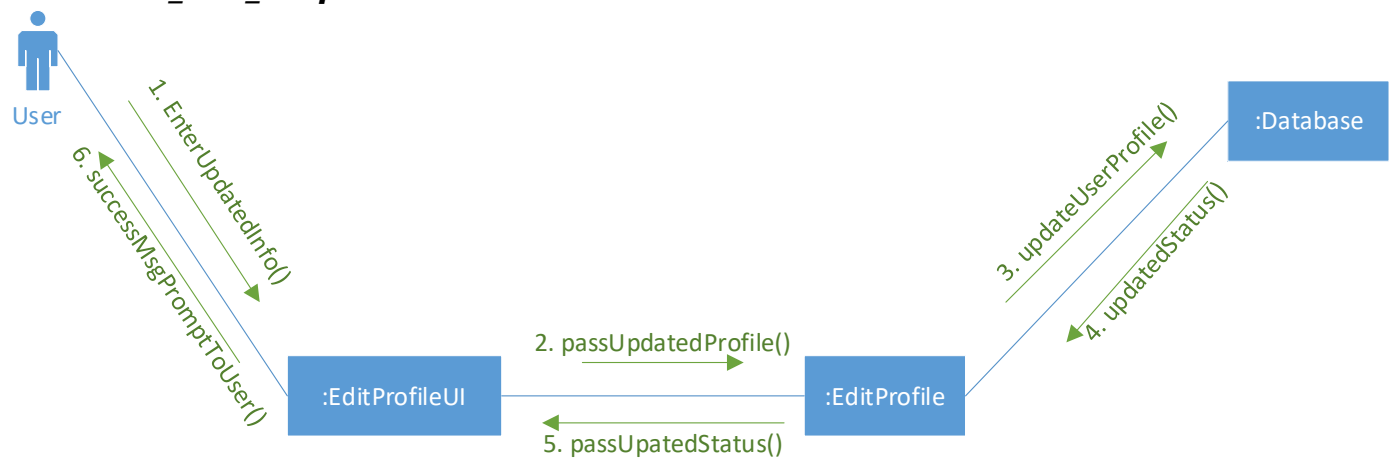 User
1. EnterUpdatedInfo()
6. successMsgPromptToUser()
:EditProfileUI
2. passUpdatedProfile()
5. passUpatedStatus()
:EditProfile
3. updateUserProfile()
4. updatedStatus()
:Database